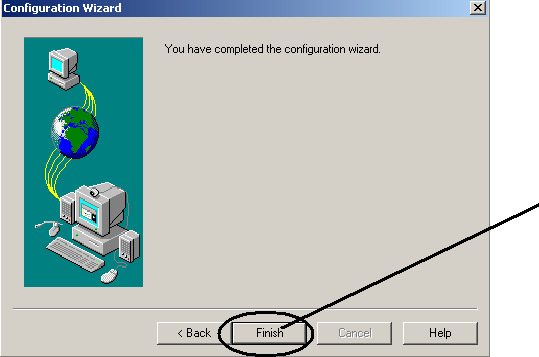 Configuration Wizard
You have completed the configuration wizard.
< Back
Finish
Cancel
Help